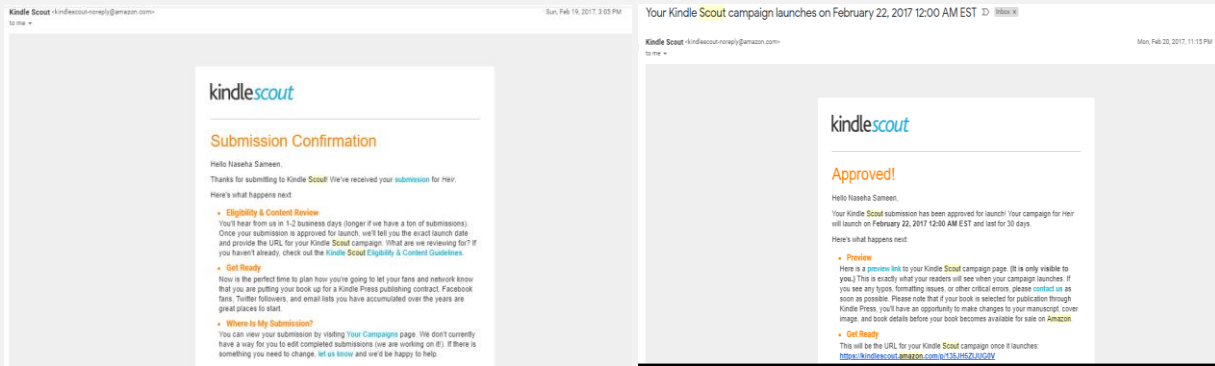 Kindle Scout <kindlescout-noreply@amazon.com>
to me
Sun, Feb 19, 2017, 3:05 PM
kindlescout
Submission Confirmation
Hello Naseha Sameen,
Thanks for submitting to Kindle Scout! We've received your submission for Heir.
Here's what happens next:
• Eligibility & Content Review
You'll hear from us in 1-2 business days (longer if we have a ton of submissions).
Once your submission is approved for launch, we'll tell you the exact launch date
and provide the URL for your Kindle Scout campaign. What are we reviewing for? If
you haven't already, check out the Kindle Scout Eligibility & Content Guidelines.
• Get Ready
Now is the perfect time to plan how you're going to let your fans and network know
that you are putting your book up for a Kindle Press publishing contract. Facebook
fans, Twitter followers, and email lists you have accumulated over the years are
great places to start.
• Where Is My Submission?
You can view your submission by visiting Your Campaigns page. We don't currently
have a way for you to edit completed submissions (we are working on it!). If there is
something you need to change, let us know and we'd be happy to help.
Your Kindle Scout campaign launches on February 22, 2017 12:00 AM EST
Inbox x
Kindle Scout <kindlescout-noreply@amazon.com>
to me
Mon, Feb 20, 2017, 11:15 PM
kindlescout
Approved!
Hello Naseha Sameen,
Your Kindle Scout submission has been approved for launch! Your campaign for Heir
will launch on February 22, 2017 12:00 AM EST and last for 30 days.
Here's what happens next:
• Preview
Here is a preview link to your Kindle Scout campaign page. (It is only visible to
you.) This is exactly what your readers will see when your campaign launches. If
you see any typos, formatting issues, or other critical errors, please contact us as
soon as possible. Please note that if your book is selected for publication through
Kindle Press, you'll have an opportunity to make changes to your manuscript, cover
image, and book details before your book becomes available for sale on Amazon.
• Get Ready
This will be the URL for your Kindle Scout campaign once it launches:
https://kindlescout.amazon.com/p/135JH5ZIJUG0V